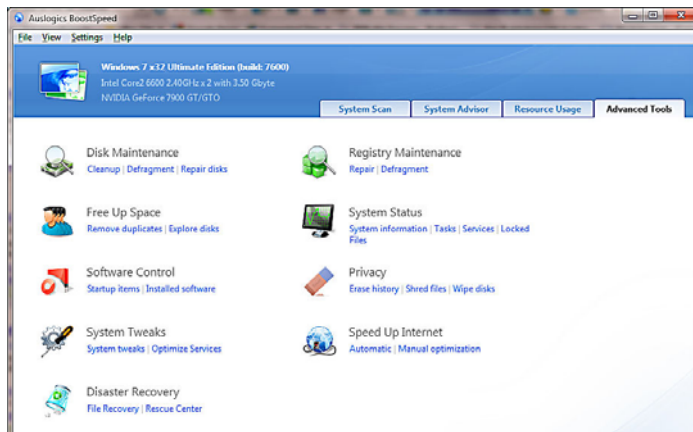 Auslogics BoostSpeed
File View Settings Help
Windows 7 x32 Ultimate Edition (build: 7600)
Intel Core2 6600 2.40GHz x 2 with 3.50 Gbyte
NVIDIA GeForce 7900 GT/GTO
System Scan System Advisor Resource Usage Advanced Tools
Disk Maintenance
Cleanup | Defragment | Repair disks
Registry Maintenance
Repair | Defragment
Free Up Space
Remove duplicates | Explore disks
System Status
System information | Tasks | Services | Locked
Files
Software Control
Startup items | Installed software
Privacy
Erase history | Shred files | Wipe disks
System Tweaks
System tweaks | Optimize Services
Speed Up Internet
Automatic | Manual optimization
Disaster Recovery
File Recovery | Rescue Center